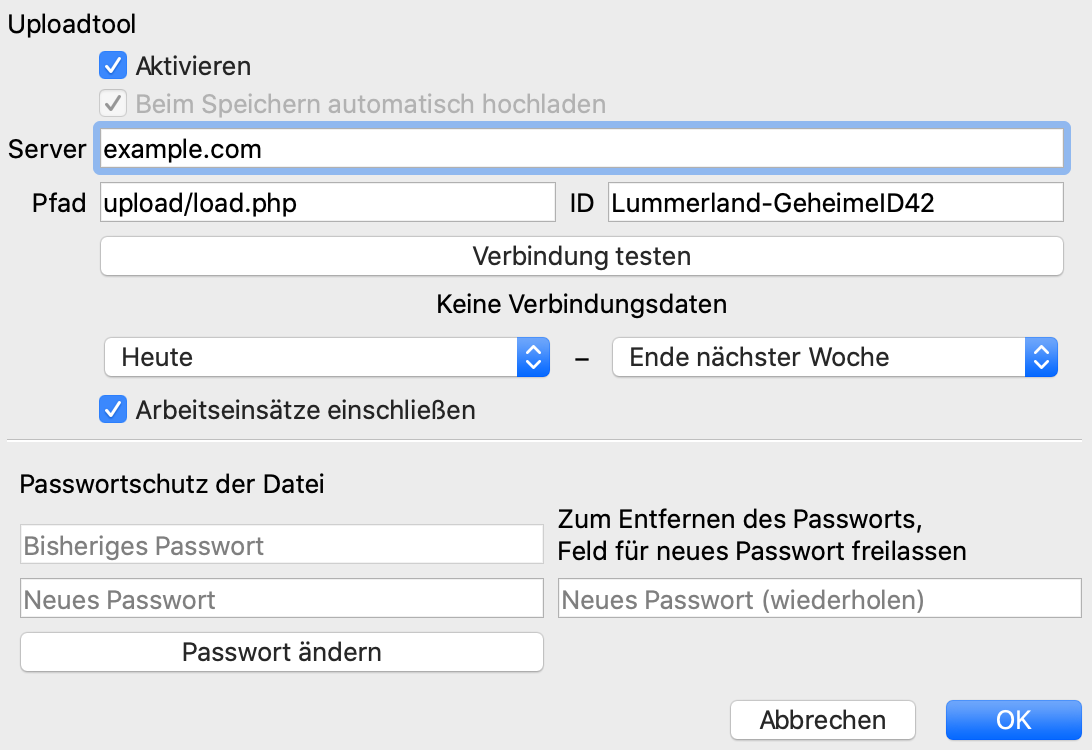 Uploadtool
Aktivieren
Beim Speichern automatisch hochladen
Server example.com
Pfad upload/load.php ID Lummerland-GeheimeID42
Verbindung testen
Keine Verbindungsdaten
Heute – Ende nächster Woche
Arbeitseinsätze einschließen
Passwortschutz der Datei
Zum Entfernen des Passworts,
Bisheriges Passwort
Feld für neues Passwort freilassen
Neues Passwort Neues Passwort (wiederholen)
Passwort ändern
Abbrechen OK